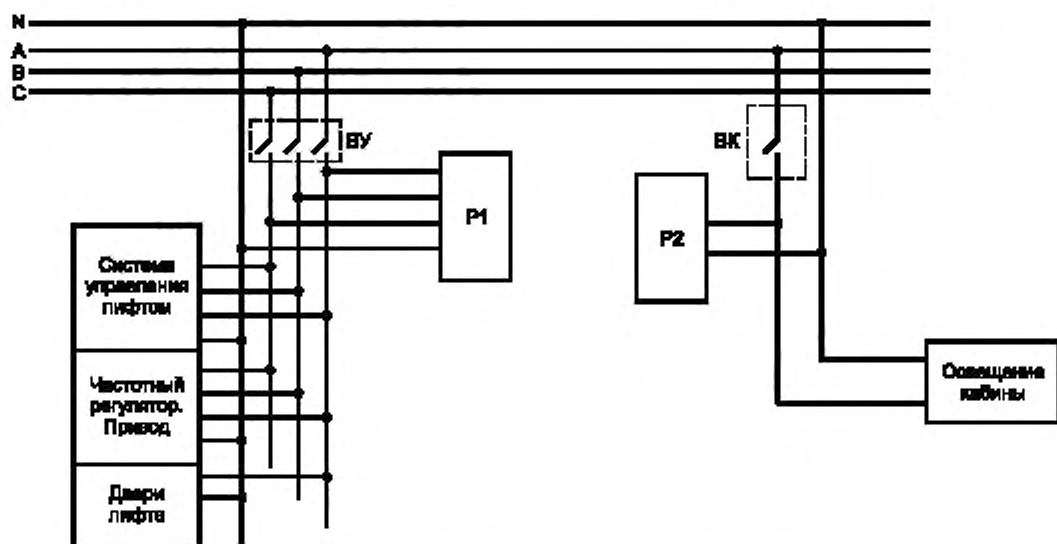 N
A
B
C
ВУ
ВК
Р1
Р2
Система
управления
лифтом
Частотный
регулятор.
Привод
Двери
лифта
Освещение
кабины